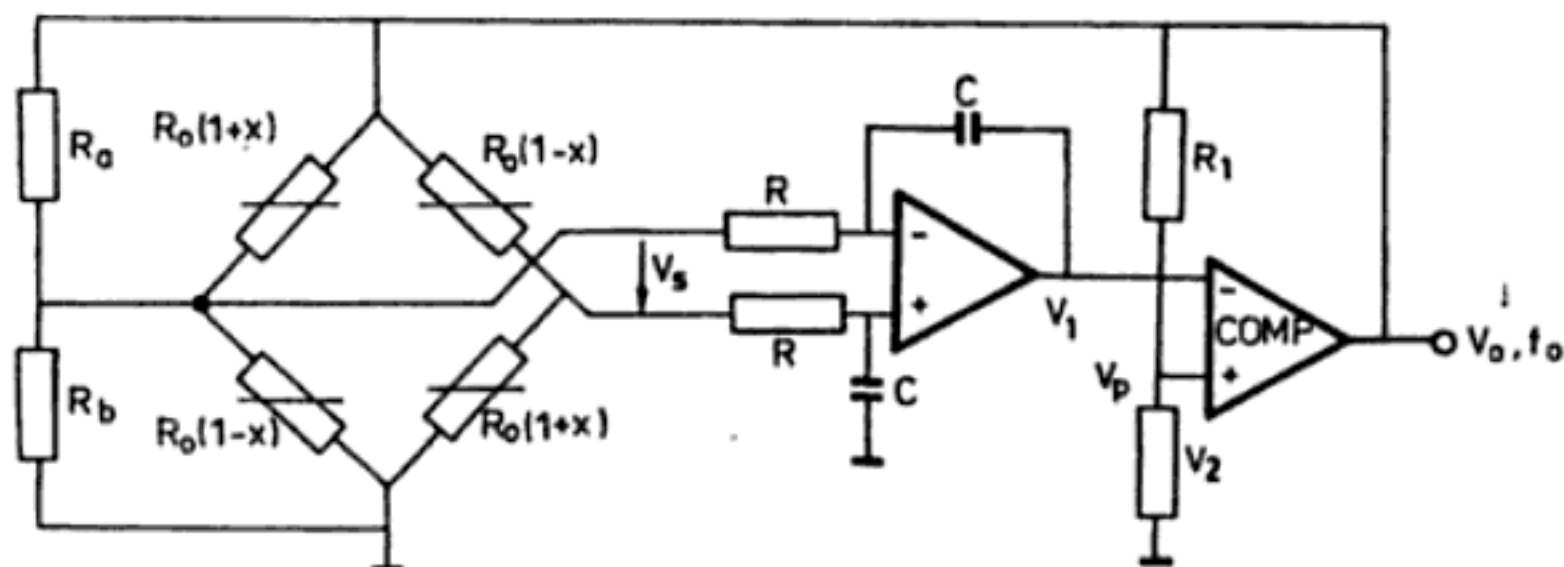 Ra
Ro(1+x)
Ro(1-x)
Rb
Ro(1-x)
Ro(1+x)
Vs
R
R
C
C
-
+
V1
R1
Vp
V2
-
COMP
+
Vo, fo